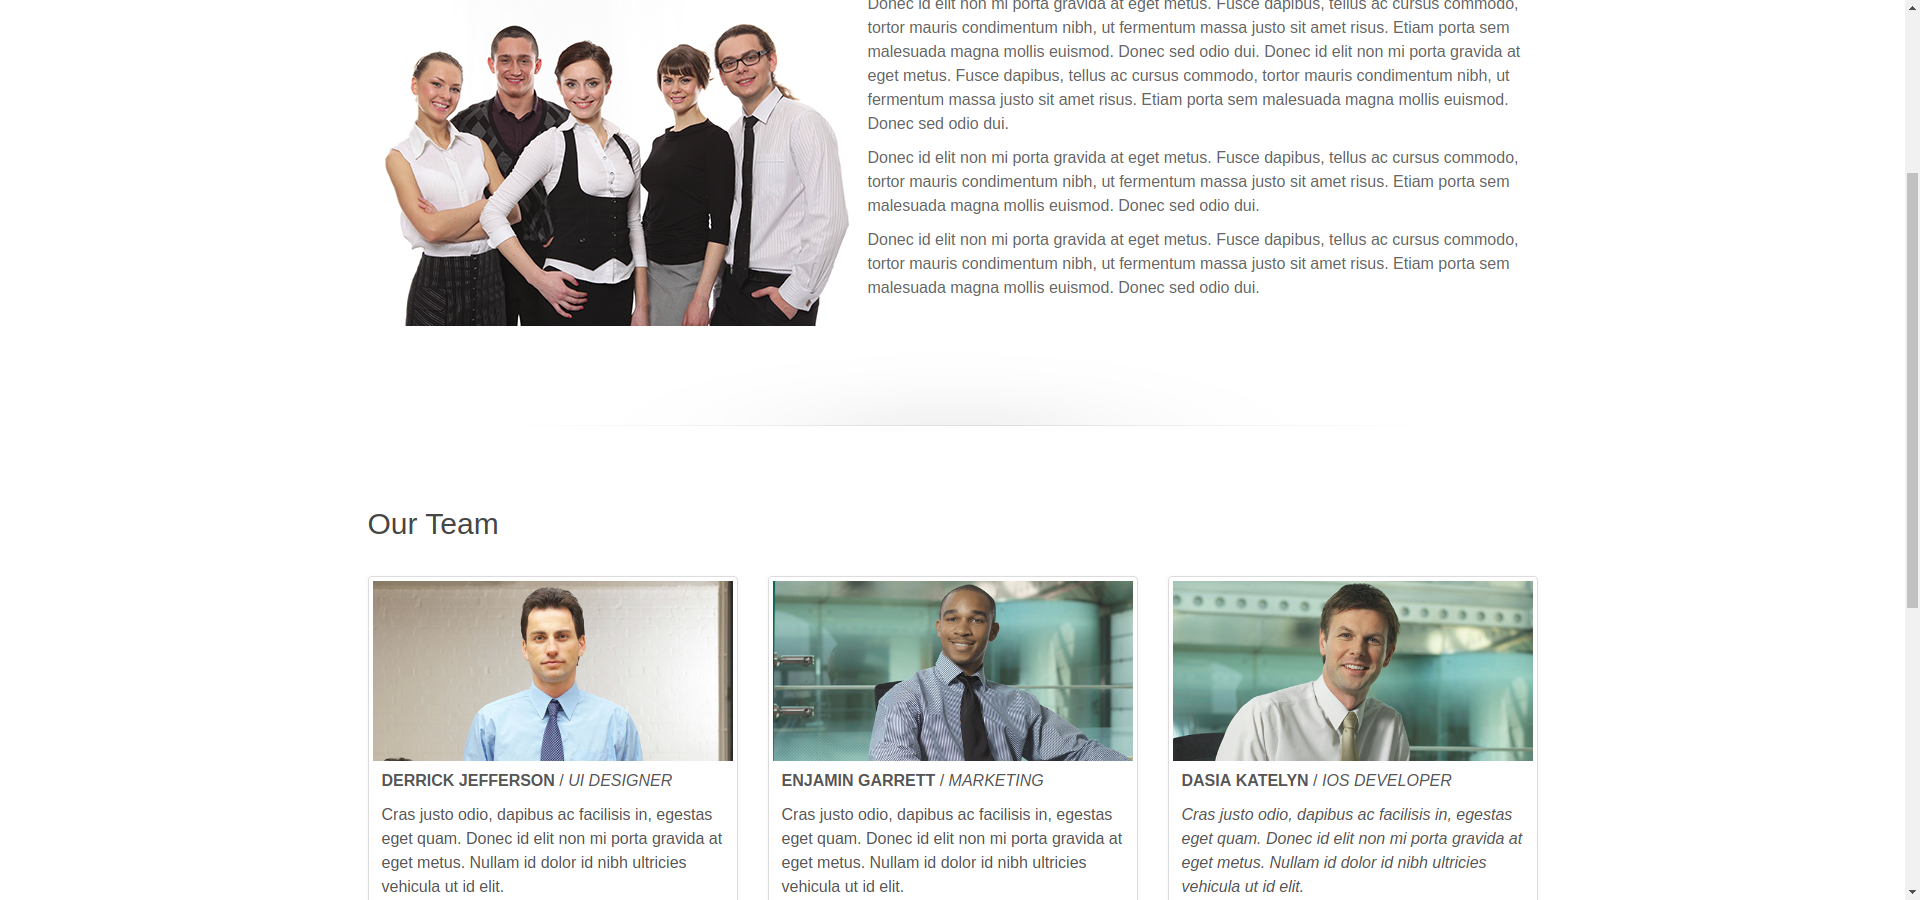 Donec id elit non mi porta gravida at eget metus. Fusce dapibus, tellus ac cursus commodo,
tortor mauris condimentum nibh, ut fermentum massa justo sit amet risus. Etiam porta sem
malesuada magna mollis euismod. Donec sed odio dui. Donec id elit non mi porta gravida at
eget metus. Fusce dapibus, tellus ac cursus commodo, tortor mauris condimentum nibh, ut
fermentum massa justo sit amet risus. Etiam porta sem malesuada magna mollis euismod.
Donec sed odio dui.
Donec id elit non mi porta gravida at eget metus. Fusce dapibus, tellus ac cursus commodo,
tortor mauris condimentum nibh, ut fermentum massa justo sit amet risus. Etiam porta sem
malesuada magna mollis euismod. Donec sed odio dui.
Donec id elit non mi porta gravida at eget metus. Fusce dapibus, tellus ac cursus commodo,
tortor mauris condimentum nibh, ut fermentum massa justo sit amet risus. Etiam porta sem
malesuada magna mollis euismod. Donec sed odio dui.
Our Team
DERRICK JEFFERSON / UI DESIGNER
Cras justo odio, dapibus ac facilisis in, egestas
eget quam. Donec id elit non mi porta gravida at
eget metus. Nullam id dolor id nibh ultricies
vehicula ut id elit.
ENJAMIN GARRETT / MARKETING
Cras justo odio, dapibus ac facilisis in, egestas
eget quam. Donec id elit non mi porta gravida at
eget metus. Nullam id dolor id nibh ultricies
vehicula ut id elit.
DASIA KATELYN / IOS DEVELOPER
Cras justo odio, dapibus ac facilisis in, egestas
eget quam. Donec id elit non mi porta gravida at
eget metus. Nullam id dolor id nibh ultricies
vehicula ut id elit.